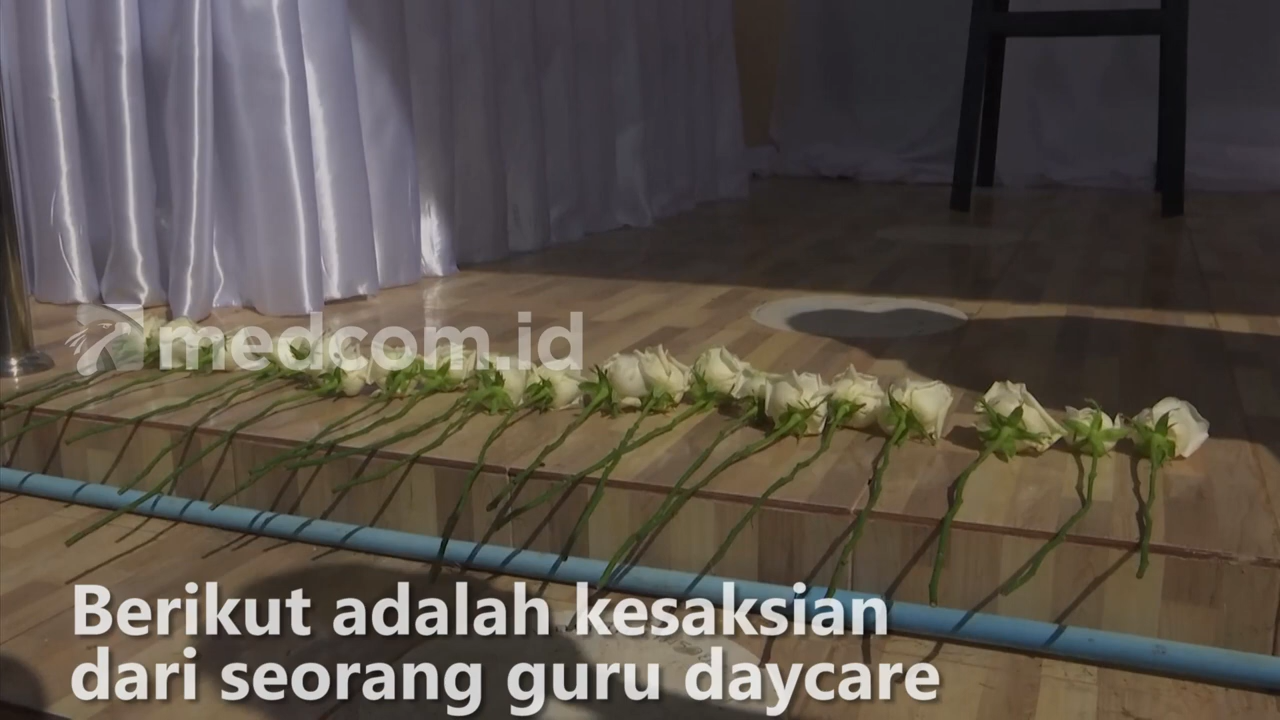 medcom.id
Berikut adalah kesaksian
dari seorang guru daycare